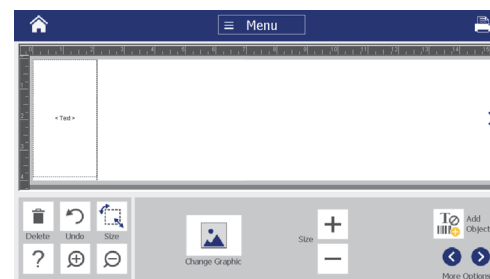 Menu
< Text >
Delete
Undo
Size
Change Graphic
Size
Add
Object
More Options